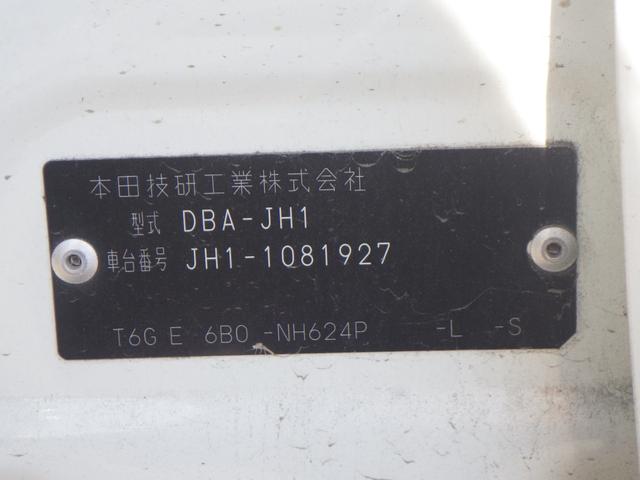 本田技研工業株式会社
型式 DBA-JH1
車台番号 JH1-1081927
T6G E 6B0 -NH624P -L -S